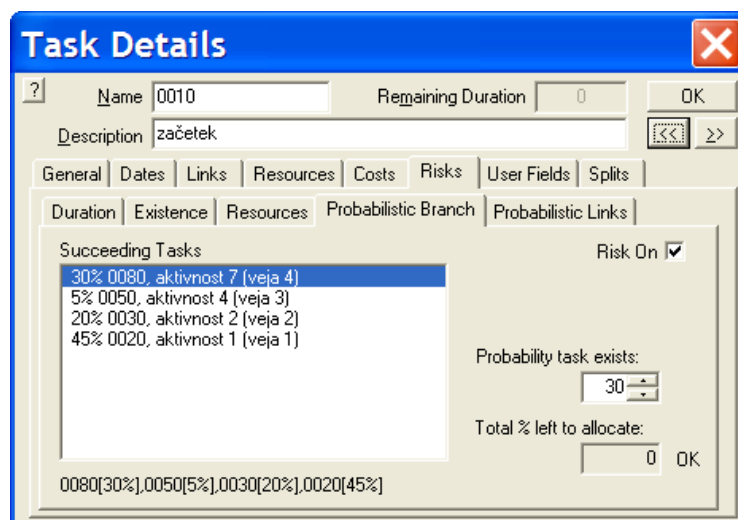 Task Details
? Name 0010 Remaining Duration 0 OK
Description začetek << >>
General Dates Links Resources Costs Risks User Fields Splits
Duration Existence Resources Probabilistic Branch Probabilistic Links
Succeeding Tasks Risk On
30% 0080, aktivnost 7 (veja 4)
5% 0050, aktivnost 4 (veja 3)
20% 0030, aktivnost 2 (veja 2)
45% 0020, aktivnost 1 (veja 1)
Probability task exists:
30
Total % left to allocate:
0 OK
0080[30%],0050[5%],0030[20%],0020[45%]